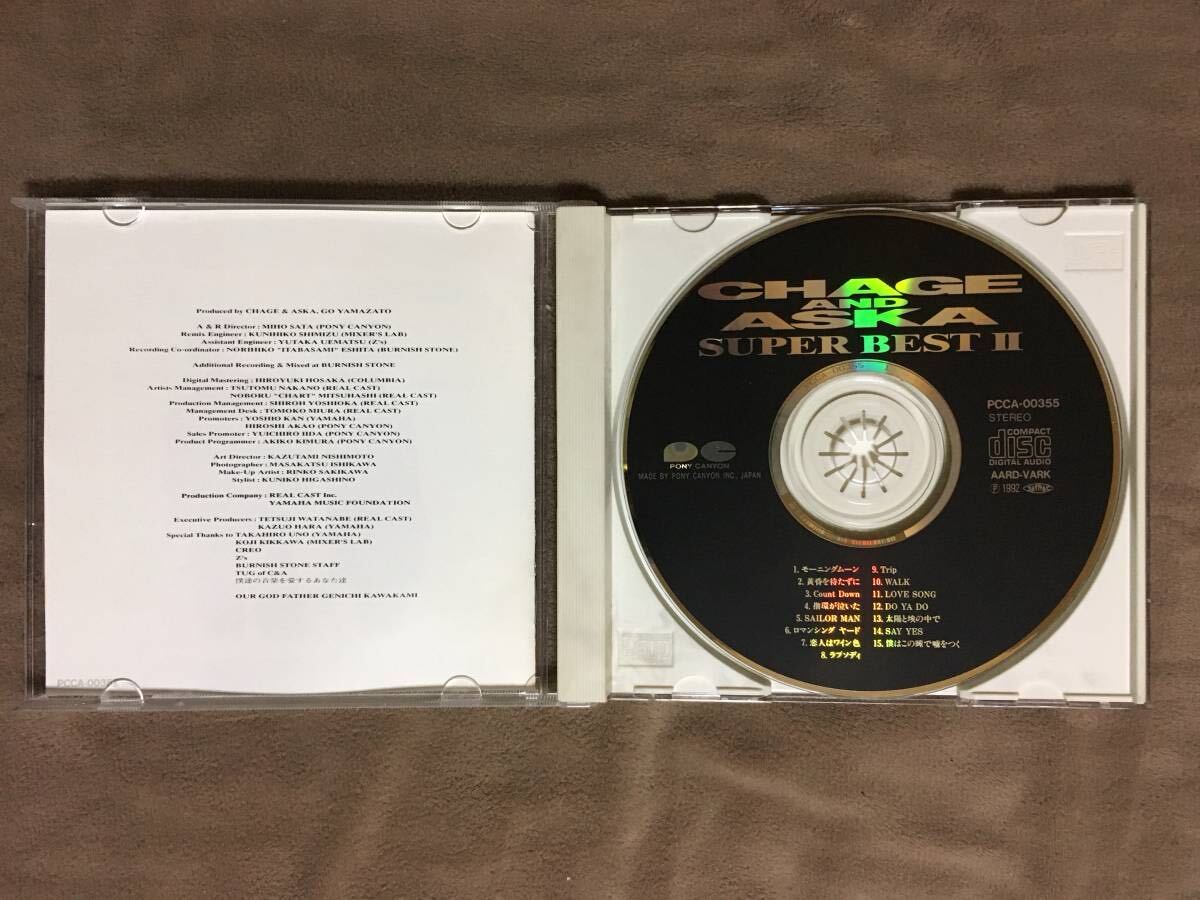 Produced by CHAGE & ASKA, GO YAMAZATO
A & R Director : MIHO SATA (PONY CANYON)
Remix Engineer : KUNIHIKO SHIMIZU (MIXER'S LAB)
Assistant Engineer : YUTAKA UEMATSU (Z's)
Recording Co-ordinator : NORIHIKO "ITABASAMI" ESHITA (BURNISH STONE)
Additional Recording & Mixed at BURNISH STONE
Digital Mastering : HIROYUKI HOSAKA (COLUMBIA)
Artists Management : TSUTOMU NAKANO (REAL CAST)
NOBORU "CHART" MITSUHASHI (REAL CAST)
Production Management : SHIROH YOSHIOKA (REAL CAST)
Management Desk : TOMOKO MIURA (REAL CAST)
Promoters : YOSHIO KAN (YAMAHA)
HIROSHI AKAO (PONY CANYON)
Sales Promoter : YUICHIRO IIDA (PONY CANYON)
Product Programmer : AKIKO KIMURA (PONY CANYON)
Art Director : KAZUTAMI NISHIMOTO
Photographer : MASAKATSU ISHIKAWA
Make-Up Artist : RINKO SAKIKAWA
Stylist : KUNIKO HIGASHINO
Production Company : REAL CAST Inc.
YAMAHA MUSIC FOUNDATION
Executive Producers : TETSUJI WATANABE (REAL CAST)
KAZUO HARA (YAMAHA)
Special Thanks to TAKAHIRO UNO (YAMAHA)
KOJI KIKKAWA (MIXER'S LAB)
CREO
Z's
BURNISH STONE STAFF
TUG of C&A
僕達の音楽を愛するあなた達
OUR GOD FATHER GENICHI KAWAKAMI
CHAGE
AND
ASKA
SUPER BEST II
PONY CANYON
MADE BY PONY CANYON INC., JAPAN
PCCA-00355
STEREO
COMPACT
disc
DIGITAL AUDIO
AARD-VARK
Ⓟ 1992
1. モーニングムーン
2. 黄昏を待たずに
3. Count Down
4. 指環が泣いた
5. SAILOR MAN
6. ロマンシング ヤード
7. 恋人はワイン色
8. ラプソディ
9. Trip
10. WALK
11. LOVE SONG
12. DO YA DO
13. 太陽と埃の中で
14. SAY YES
15. 僕はこの瞳で嘘をつく